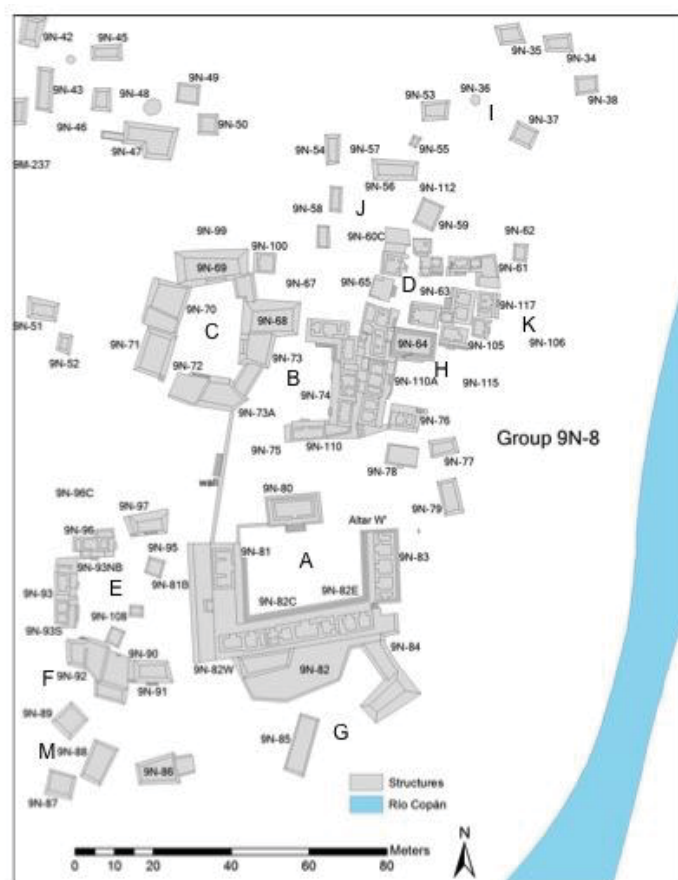 9N-42
9N-45
9N-35
9N-34
9N-43
9N-48
9N-49
9N-53
9N-36
9N-38
I
9N-46
9N-50
9N-37
9N-47
9N-54
9N-57
9N-55
9M-237
9N-56
9N-112
9N-58
J
9N-59
9N-99
9N-60C
9N-62
9N-100
9N-69
9N-67
9N-65
D
9N-61
9N-63
9N-70
9N-117
9N-51
C
9N-68
K
9N-71
9N-64
9N-105
9N-106
9N-52
9N-72
9N-73
H
B
9N-110A
9N-115
9N-74
9N-73A
9N-76
9N-75
9N-110
Group 9N-8
9N-77
9N-78
wall
9N-96C
9N-80
9N-79
9N-97
Altar W'
9N-96
9N-95
9N-81
A
9N-83
9N-93NB
E
9N-81B
9N-93
9N-82E
9N-82C
9N-108
9N-93S
9N-90
9N-84
9N-82W
9N-82
F
9N-92
9N-91
9N-89
G
9N-85
M
9N-88
9N-86
Structures
9N-87
Río Copán
N
Meters
0 10 20 40 60 80